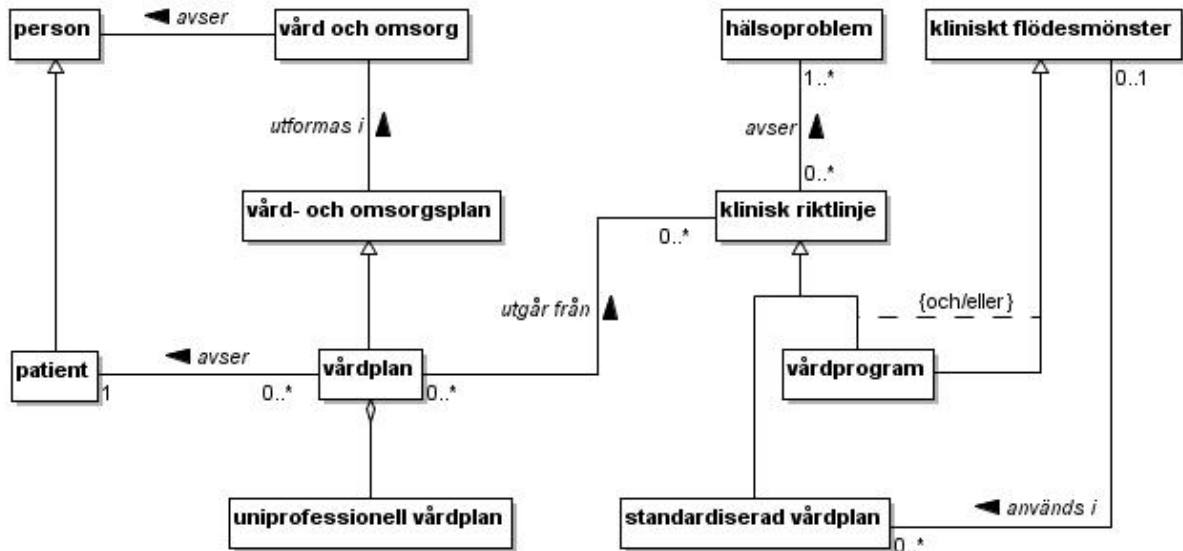 person
avser
vård och omsorg
hälsoproblem
kliniskt flödesmönster
1..*
0..1
utformas i
avser
0..*
vård- och omsorgsplan
klinisk riktlinje
0..*
utgår från
{och/eller}
patient
avser
vårdplan
vårdprogram
1
0..*
0..*
uniprofessionell vårdplan
standardiserad vårdplan
används i
0..*